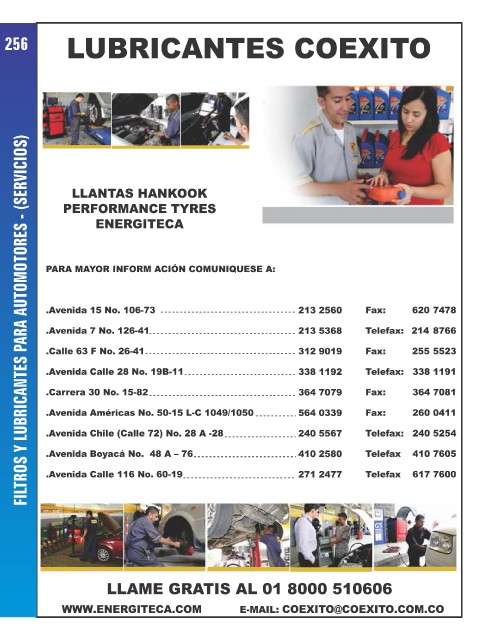 256
FILTROS Y LUBRICANTES PARA AUTOMOTORES - (SERVICIOS)
LUBRICANTES COEXITO
LLANTAS HANKOOK
PERFORMANCE TYRES
ENERGITECA
PARA MAYOR INFORM ACIÓN COMUNIQUESE A:
.Avenida 15 No. 106-73 ------------------------ 213 2560 Fax: 620 7478
.Avenida 7 No. 126-41------------------------ 213 5368 Telefax: 214 8766
.Calle 63 F No. 26-41------------------------ 312 9019 Fax: 255 5523
.Avenida Calle 28 No. 19B-11------------------------ 338 1192 Telefax: 338 1191
.Carrera 30 No. 15-82------------------------ 364 7079 Fax: 364 7081
.Avenida Américas No. 50-15 L-C 1049/1050 ---------- 564 0339 Fax: 260 0411
.Avenida Chile (Calle 72) No. 28 A -28---------------- 240 5567 Telefax: 240 5254
.Avenida Boyacá No. 48 A – 76---------------------- 410 2580 Telefax 410 7605
.Avenida Calle 116 No. 60-19------------------------ 271 2477 Telefax 617 7600
LLAME GRATIS AL 01 8000 510606
WWW.ENERGITECA.COM E-MAIL: COEXITO@COEXITO.COM.CO